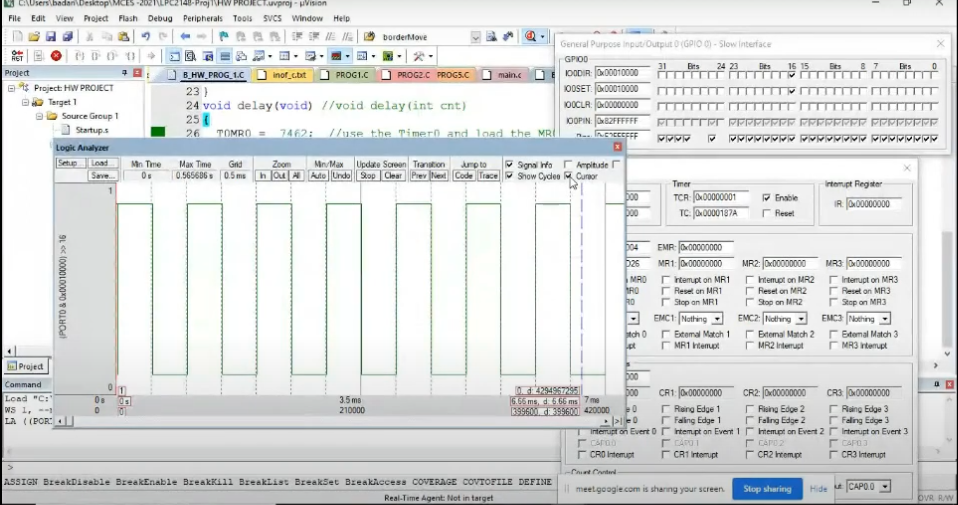 C:\Users\badari\Desktop\MCES -2021\LPC2148-Proj1\HW PROJECT.uvproj - µVision
File Edit View Project Flash Debug Peripherals Tools SVCS Window Help
borderMove
Project
HW PROJECT
Target 1
Source Group 1
Startup.s
B_HW_PROG_1.C inof_c.txt PROG1.C PROG2.C PROG5.C main.c
23 }
24 void delay(void) //void delay(int cnt)
25 {
26 T0MR0 = 7462; //use the Timer0 and load the MR0
General Purpose Input/Output 0 (GPIO 0) - Slow Interface
GPIO0
31 Bits 24 23 Bits 16 15 Bits 8 7 Bits 0
IO0DIR: 0x00010000
IO0SET: 0x00010000
IO0CLR: 0x00000000
IO0PIN: 0x82FFFFFF
Logic Analyzer
Setup... Load... Min Time Max Time Grid Zoom Min/Max Update Screen Transition Jump to Signal Info Amplitude
Save... 0 s 0.565686 s 0.5 ms In Out All Auto Undo Stop Clear Prev Next Code Trace Show Cycles Cursor
1
(PORT0 & 0x00010000) >> 16
0
1 0, d: 4294967295
0 s 0 s 3.5 ms 6.66 ms, d: 6.66 ms 7 ms
0 0 210000 399600, d: 399600 420000
Timer
TCR: 0x00000001 Enable
TC: 0x0000187A Reset
Interrupt Register
IR: 0x00000000
EMR: 0x00000000
MR1: 0x00000000 MR2: 0x00000000 MR3: 0x00000000
Interrupt on MR1 Interrupt on MR2 Interrupt on MR3
Reset on MR1 Reset on MR2 Reset on MR3
Stop on MR1 Stop on MR2 Stop on MR3
EMC1: Nothing EMC2: Nothing EMC3: Nothing
External Match 1 External Match 2 External Match 3
MR1 Interrupt MR2 Interrupt MR3 Interrupt
CR1: 0x00000000 CR2: 0x00000000 CR3: 0x00000000
Rising Edge 1 Rising Edge 2 Rising Edge 3
Falling Edge 1 Falling Edge 2 Falling Edge 3
Interrupt on Event 0 Interrupt on Event 1 Interrupt on Event 2 Interrupt on Event 3
CAP0.1 CAP0.2 CAP0.3
CR0 Interrupt CR1 Interrupt CR2 Interrupt CR3 Interrupt
Count Control
CAP0.0
Project
Command
Load "C:
WS 1,
LA ((POR
>
ASSIGN BreakDisable BreakEnable BreakKill BreakList BreakSet BreakAccess COVERAGE COVTOFILE DEFINE
meet.google.com is sharing your screen. Stop sharing Hide
Real-Time Agent: Not in target
OVR R/W